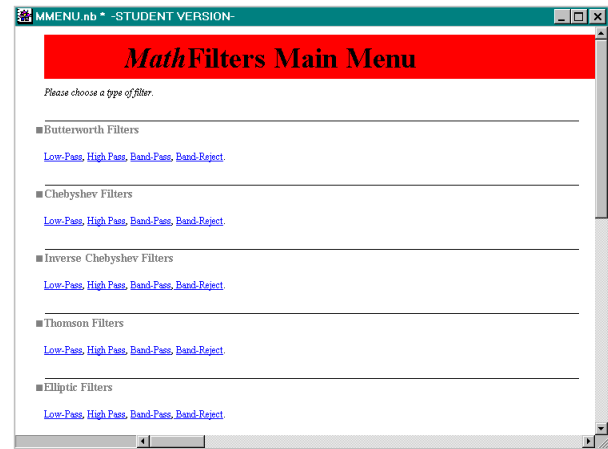 MMENU.nb * -STUDENT VERSION-
MathFilters Main Menu
Please choose a type of filter.
Butterworth Filters
Low-Pass, High Pass, Band-Pass, Band-Reject.
Chebyshev Filters
Low-Pass, High Pass, Band-Pass, Band-Reject.
Inverse Chebyshev Filters
Low-Pass, High Pass, Band-Pass, Band-Reject.
Thomson Filters
Low-Pass, High Pass, Band-Pass, Band-Reject.
Elliptic Filters
Low-Pass, High Pass, Band-Pass, Band-Reject.